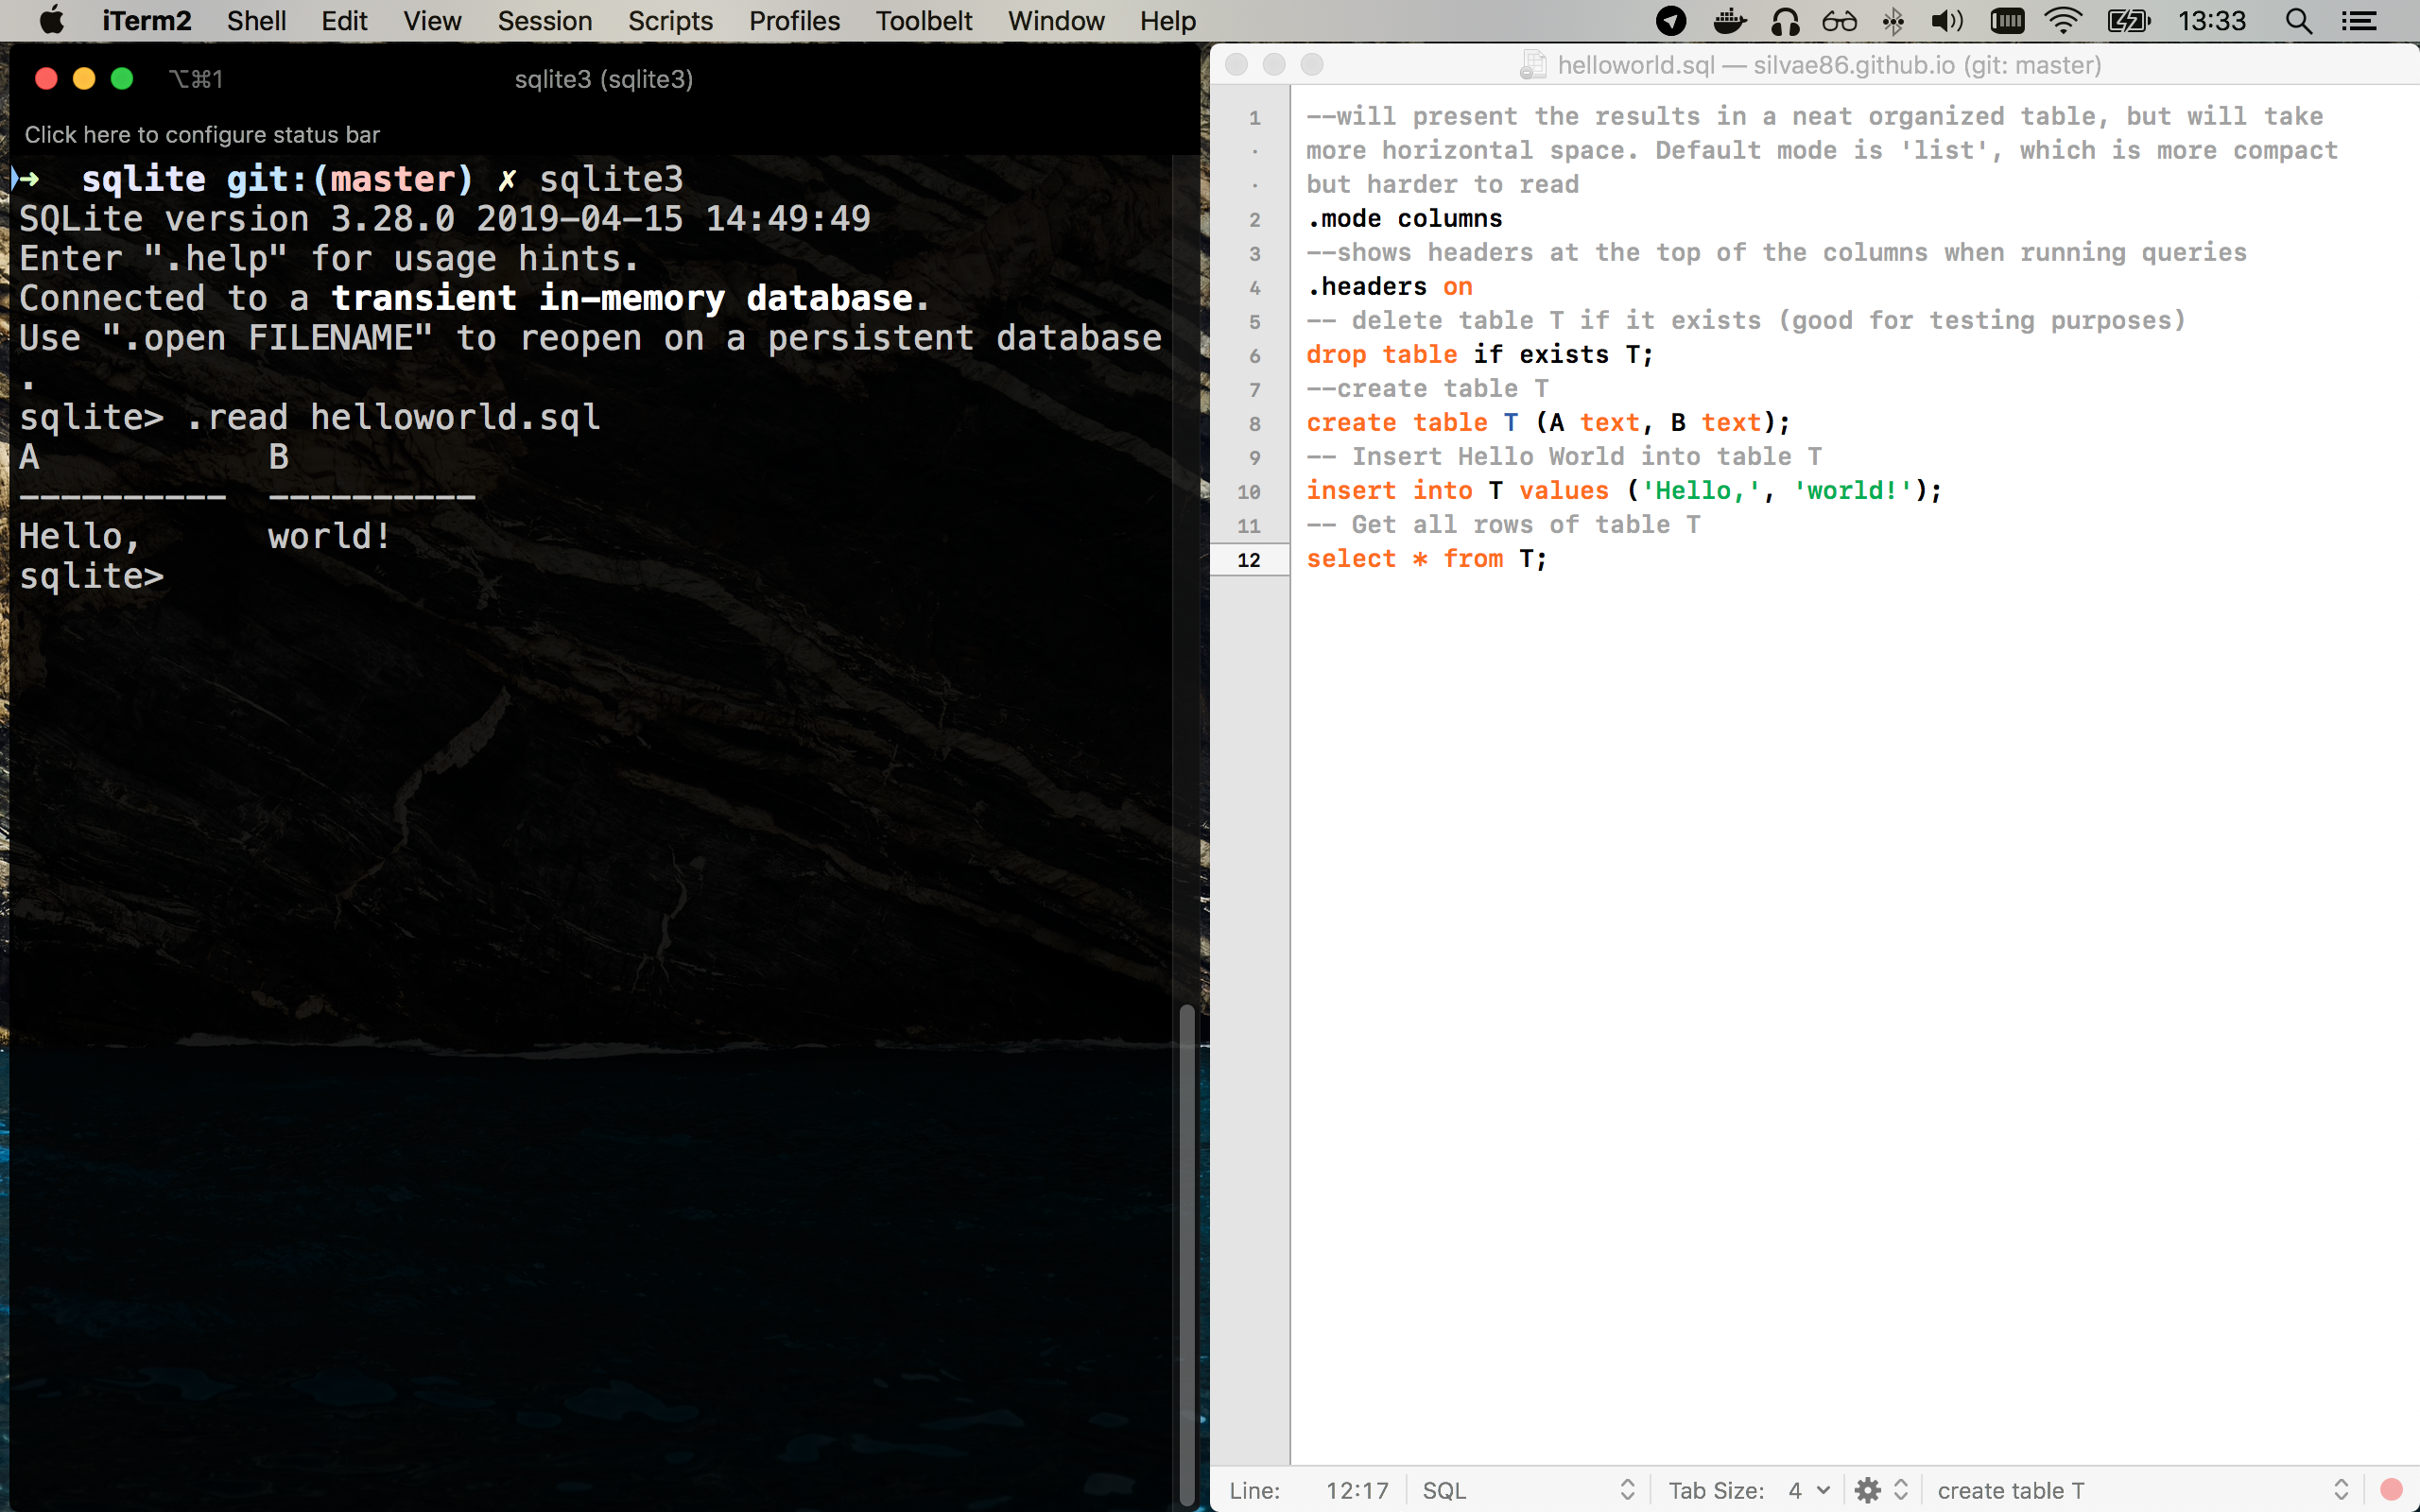 iTerm2 Shell Edit View Session Scripts Profiles Toolbelt Window Help 13:33
⌥⌘1 sqlite3 (sqlite3)
Click here to configure status bar
➜ sqlite git:(master) ✗ sqlite3
SQLite version 3.28.0 2019-04-15 14:49:49
Enter ".help" for usage hints.
Connected to a transient in-memory database.
Use ".open FILENAME" to reopen on a persistent database
.
sqlite> .read helloworld.sql
A B
---------- ----------
Hello, world!
sqlite>
helloworld.sql — silvae86.github.io (git: master)
1 --will present the results in a neat organized table, but will take
· more horizontal space. Default mode is 'list', which is more compact
· but harder to read
2 .mode columns
3 --shows headers at the top of the columns when running queries
4 .headers on
5 -- delete table T if it exists (good for testing purposes)
6 drop table if exists T;
7 --create table T
8 create table T (A text, B text);
9 -- Insert Hello World into table T
10 insert into T values ('Hello,', 'world!');
11 -- Get all rows of table T
12 select * from T;
Line: 12:17 SQL Tab Size: 4 create table T